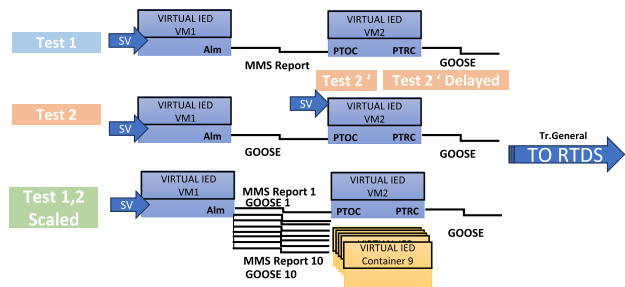 VIRTUAL IED
VM1
VIRTUAL IED
VM2
Test 1
SV
Alm
PTOC
PTRC
MMS Report
GOOSE
Test 2 ‘
Test 2 ‘ Delayed
VIRTUAL IED
VM1
SV
VIRTUAL IED
VM2
Test 2
SV
Alm
PTOC
PTRC
GOOSE
GOOSE
Tr.General
TO RTDS
VIRTUAL IED
VM1
MMS Report 1
GOOSE 1
VIRTUAL IED
VM2
Test 1,2
Scaled
SV
Alm
PTOC
PTRC
GOOSE
MMS Report 10
GOOSE 10
VIRTUAL IED
VIRTUAL IED
Container 9